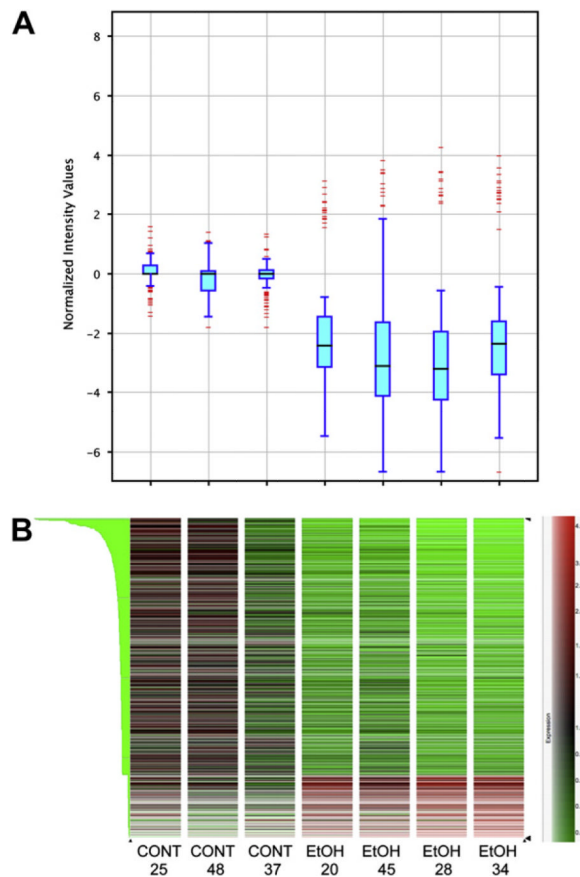 A
8
6
4
2
0
-2
-4
-6
Normalized Intensity Values
B
Expression
CONT CONT CONT EtOH EtOH EtOH EtOH
25 48 37 20 45 28 34